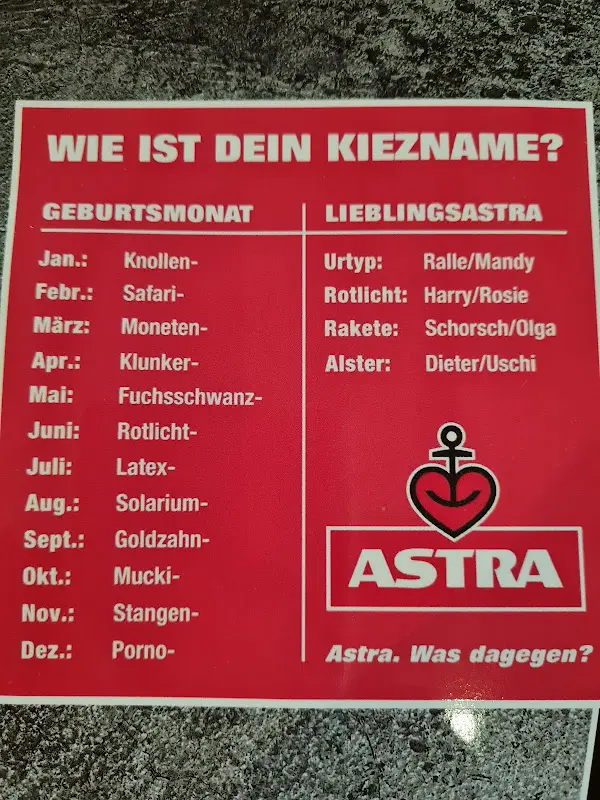 WIE IST DEIN KIEZNAME?
GEBURTSMONAT
Jan.: Knollen-
Febr.: Safari-
März: Moneten-
Apr.: Klunker-
Mai: Fuchsschwanz-
Juni: Rotlicht-
Juli: Latex-
Aug.: Solarium-
Sept.: Goldzahn-
Okt.: Mucki-
Nov.: Stangen-
Dez.: Porno-
LIEBLINGSASTRA
Urtyp: Ralle/Mandy
Rotlicht: Harry/Rosie
Rakete: Schorsch/Olga
Alster: Dieter/Uschi
ASTRA
Astra. Was dagegen?